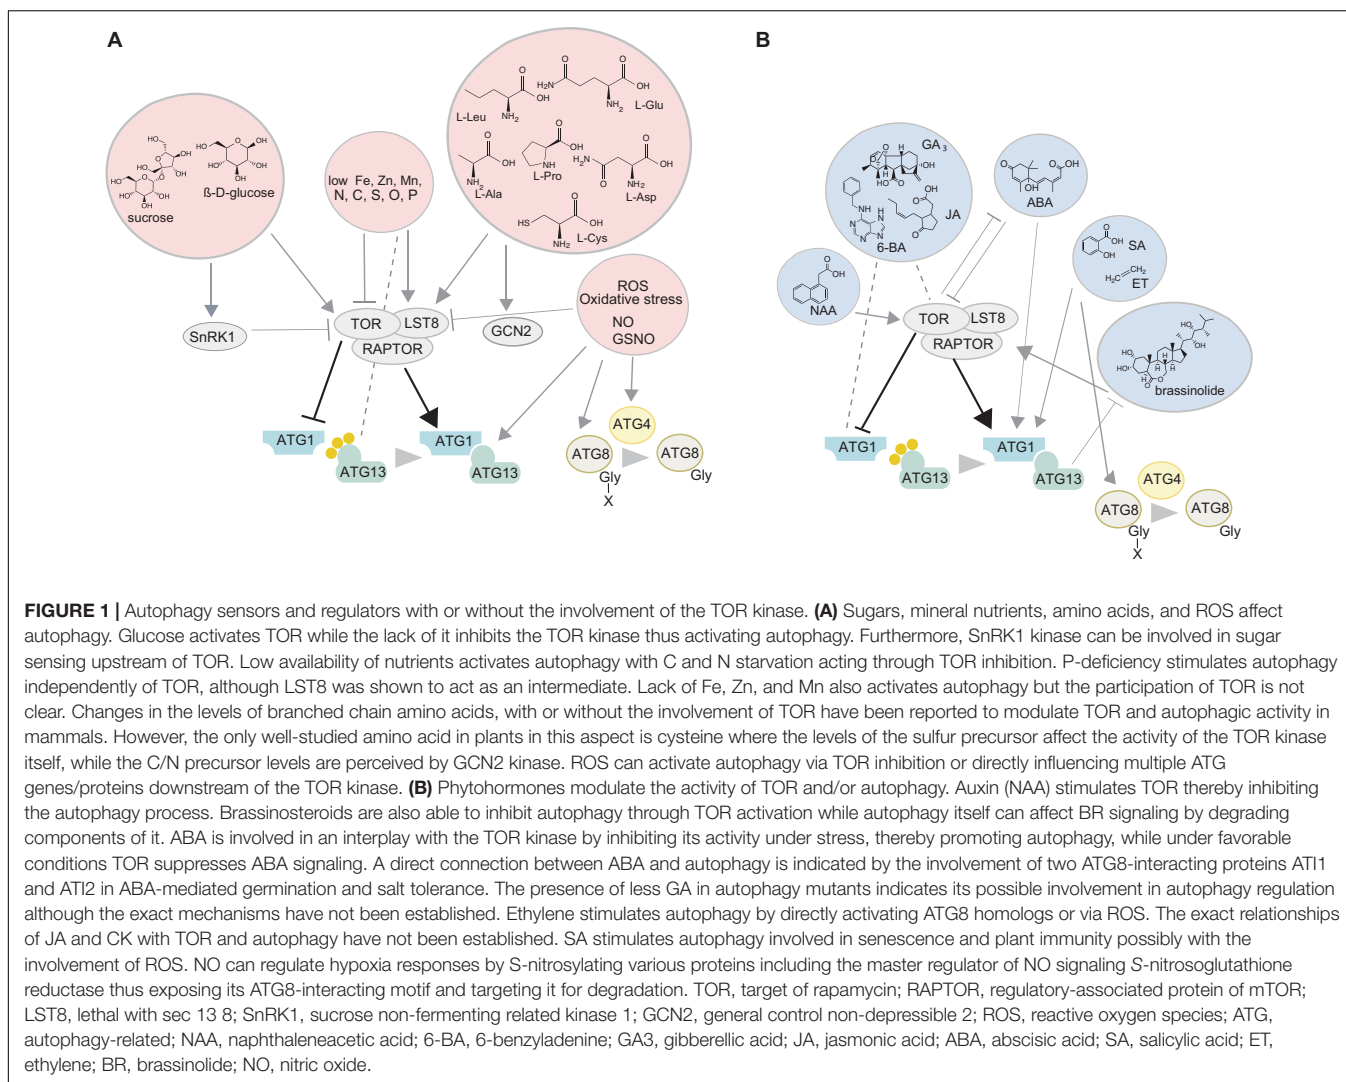 A
B
L-Leu
L-Glu
L-Ala
L-Pro
L-Asp
L-Cys
sucrose
ß-D-glucose
low Fe, Zn, Mn,
N, C, S, O, P
ROS
Oxidative stress
NO
GSNO
SnRK1
TOR
LST8
RAPTOR
GCN2
ATG1
ATG13
ATG1
ATG13
ATG4
ATG8
Gly
X
ATG8
Gly
GA3
JA
6-BA
ABA
SA
ET
NAA
TOR
LST8
RAPTOR
brassinolide
ATG1
ATG13
ATG1
ATG13
ATG4
ATG8
Gly
X
ATG8
Gly
FIGURE 1 | Autophagy sensors and regulators with or without the involvement of the TOR kinase. (A) Sugars, mineral nutrients, amino acids, and ROS affect
autophagy. Glucose activates TOR while the lack of it inhibits the TOR kinase thus activating autophagy. Furthermore, SnRK1 kinase can be involved in sugar
sensing upstream of TOR. Low availability of nutrients activates autophagy with C and N starvation acting through TOR inhibition. P-deficiency stimulates autophagy
independently of TOR, although LST8 was shown to act as an intermediate. Lack of Fe, Zn, and Mn also activates autophagy but the participation of TOR is not
clear. Changes in the levels of branched chain amino acids, with or without the involvement of TOR have been reported to modulate TOR and autophagic activity in
mammals. However, the only well-studied amino acid in plants in this aspect is cysteine where the levels of the sulfur precursor affect the activity of the TOR kinase
itself, while the C/N precursor levels are perceived by GCN2 kinase. ROS can activate autophagy via TOR inhibition or directly influencing multiple ATG
genes/proteins downstream of the TOR kinase. (B) Phytohormones modulate the activity of TOR and/or autophagy. Auxin (NAA) stimulates TOR thereby inhibiting
the autophagy process. Brassinosteroids are also able to inhibit autophagy through TOR activation while autophagy itself can affect BR signaling by degrading
components of it. ABA is involved in an interplay with the TOR kinase by inhibiting its activity under stress, thereby promoting autophagy, while under favorable
conditions TOR suppresses ABA signaling. A direct connection between ABA and autophagy is indicated by the involvement of two ATG8-interacting proteins ATI1
and ATI2 in ABA-mediated germination and salt tolerance. The presence of less GA in autophagy mutants indicates its possible involvement in autophagy regulation
although the exact mechanisms have not been established. Ethylene stimulates autophagy by directly activating ATG8 homologs or via ROS. The exact relationships
of JA and CK with TOR and autophagy have not been established. SA stimulates autophagy involved in senescence and plant immunity possibly with the
involvement of ROS. NO can regulate hypoxia responses by S-nitrosylating various proteins including the master regulator of NO signaling S-nitrosoglutathione
reductase thus exposing its ATG8-interacting motif and targeting it for degradation. TOR, target of rapamycin; RAPTOR, regulatory-associated protein of mTOR;
LST8, lethal with sec 13 8; SnRK1, sucrose non-fermenting related kinase 1; GCN2, general control non-depressible 2; ROS, reactive oxygen species; ATG,
autophagy-related; NAA, naphthaleneacetic acid; 6-BA, 6-benzyladenine; GA3, gibberellic acid; JA, jasmonic acid; ABA, abscisic acid; SA, salicylic acid; ET,
ethylene; BR, brassinolide; NO, nitric oxide.